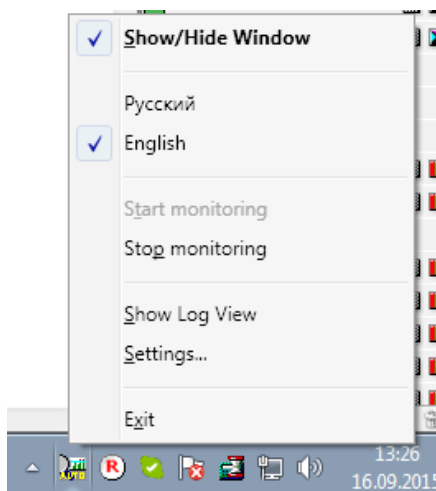 Show/Hide Window
Русский
English
Start monitoring
Stop monitoring
Show Log View
Settings...
Exit
R
13:26
16.09.2015